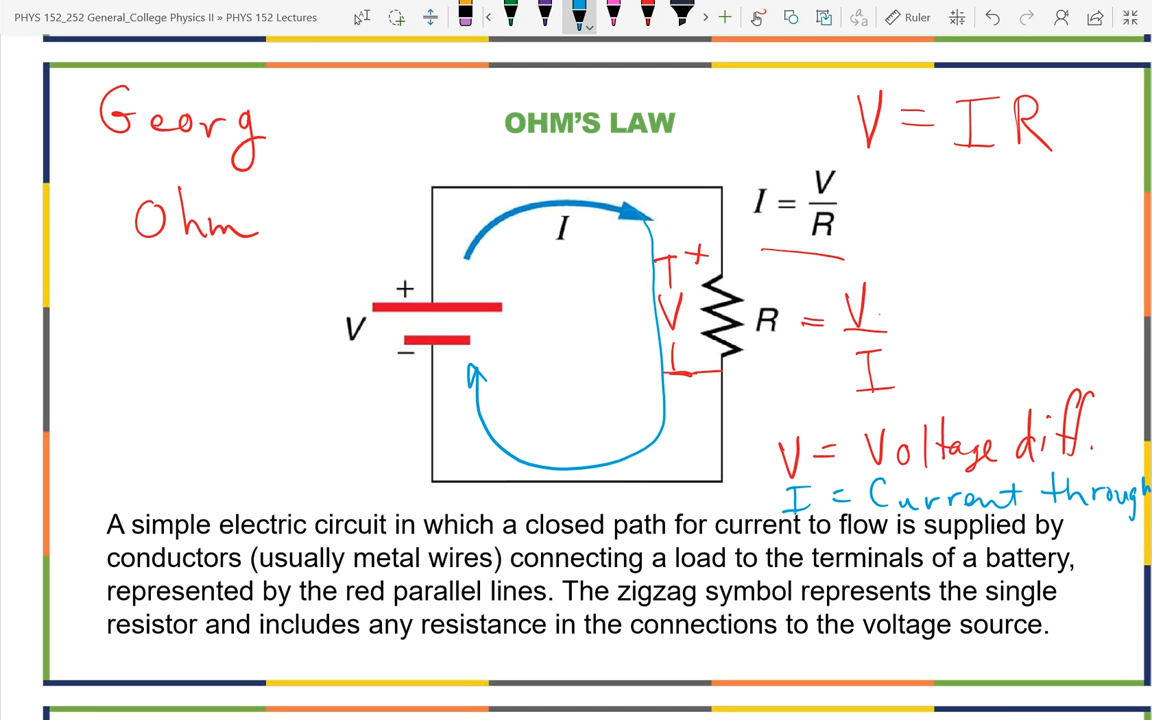 PHYS 152_252 General_College Physics II » PHYS 152 Lectures
Ruler
Georg
Ohm
OHM'S LAW
V = I R
I = V/R
I
+
V
−
+
V
R = V/I
V = Voltage diff.
I = Current through
A simple electric circuit in which a closed path for current to flow is supplied by
conductors (usually metal wires) connecting a load to the terminals of a battery,
represented by the red parallel lines. The zigzag symbol represents the single
resistor and includes any resistance in the connections to the voltage source.